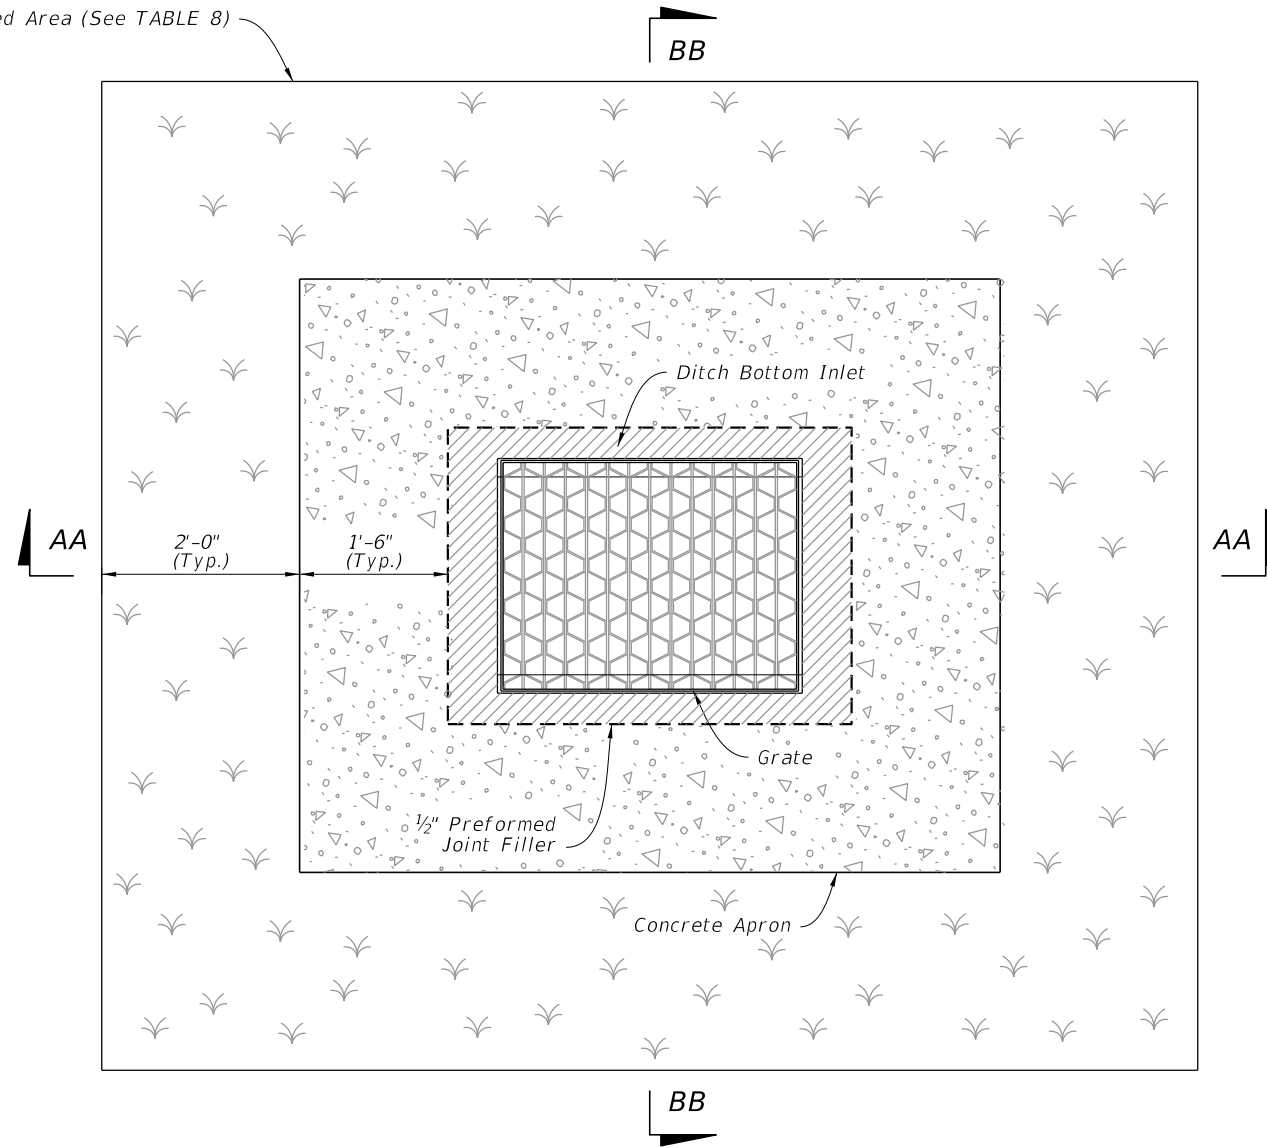 Area (See TABLE 8)
BB
Ditch Bottom Inlet
AA
2'-0"
(Typ.)
1'-6"
(Typ.)
AA
Grate
½" Preformed
Joint Filler
Concrete Apron
BB